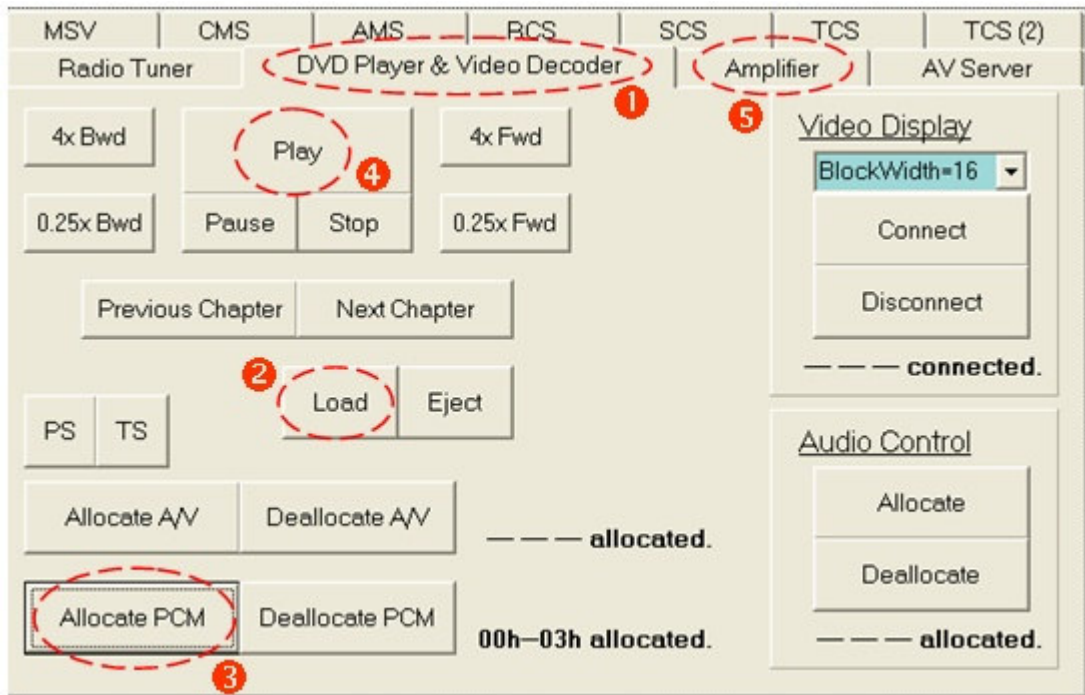 MSV CMS AMS RCS SCS TCS TCS (2)
Radio Tuner DVD Player & Video Decoder Amplifier AV Server
1
5
4x Bwd Play 4x Fwd
4
0.25x Bwd Pause Stop 0.25x Fwd
Previous Chapter Next Chapter
2
Load Eject
PS TS
Allocate A/V Deallocate A/V — — — allocated.
Allocate PCM Deallocate PCM 00h—03h allocated.
3
Video Display
BlockWidth=16
Connect
Disconnect
— — — connected.
Audio Control
Allocate
Deallocate
— — — allocated.